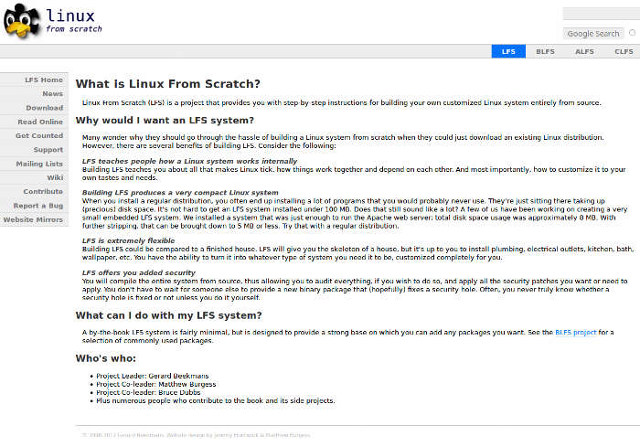 linux
from scratch
Google Search
LFS BLFS ALFS CLFS
LFS Home
News
Download
Read Online
Get Counted
Support
Mailing Lists
Wiki
Contribute
Report a Bug
Website Mirrors
What is Linux From Scratch?
Linux From Scratch (LFS) is a project that provides you with step-by-step instructions for building your own customized Linux system entirely from source.
Why would I want an LFS system?
Many wonder why they should go through the hassle of building a Linux system from scratch when they could just download an existing Linux distribution.
However, there are several benefits of building LFS. Consider the following:
LFS teaches people how a Linux system works internally
Building LFS teaches you about all that makes Linux tick, how things work together and depend on each other. And most importantly, how to customize it to your
own tastes and needs.
Building LFS produces a very compact Linux system
When you install a regular distribution, you often end up installing a lot of programs that you would probably never use. They're just sitting there taking up
(precious) disk space. It's not hard to get an LFS system installed under 100 MB. Does that still sound like a lot? A few of us have been working on creating a very
small embedded LFS system. We installed a system that was just enough to run the Apache web server; total disk space usage was approximately 8 MB. With
further stripping, that can be brought down to 5 MB or less. Try that with a regular distribution.
LFS is extremely flexible
Building LFS could be compared to a finished house. LFS will give you the skeleton of a house, but it's up to you to install plumbing, electrical outlets, kitchen, bath,
wallpaper, etc. You have the ability to turn it into whatever type of system you need it to be, customized completely for you.
LFS offers you added security
You will compile the entire system from source, thus allowing you to audit everything, if you wish to do so, and apply all the security patches you want or need to
apply. You don't have to wait for someone else to provide a new binary package that (hopefully) fixes a security hole. Often, you never truly know whether a
security hole is fixed or not unless you do it yourself.
What can I do with my LFS system?
A by-the-book LFS system is fairly minimal, but is designed to provide a strong base on which you can add any packages you want. See the BLFS project for a
selection of commonly used packages.
Who's who:
Project Leader: Gerard Beekmans
Project Co-leader: Matthew Burgess
Project Co-leader: Bruce Dubbs
Plus numerous people who contribute to the book and its side projects.